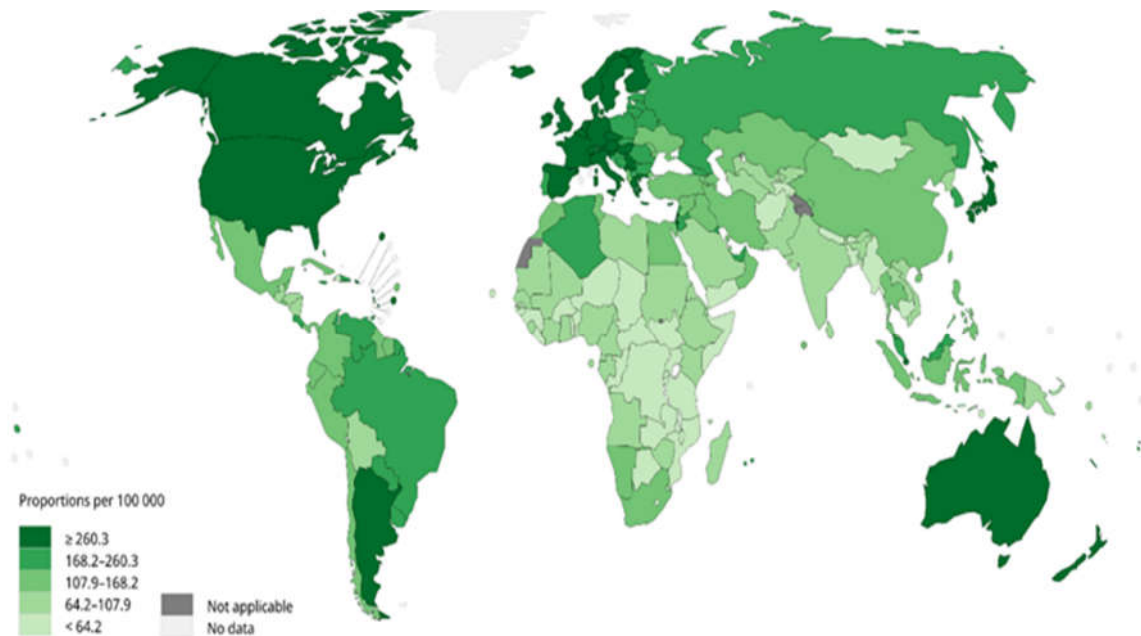 Proportions per 100 000
≥ 260.3
168.2–260.3
107.9–168.2
64.2–107.9
< 64.2
Not applicable
No data